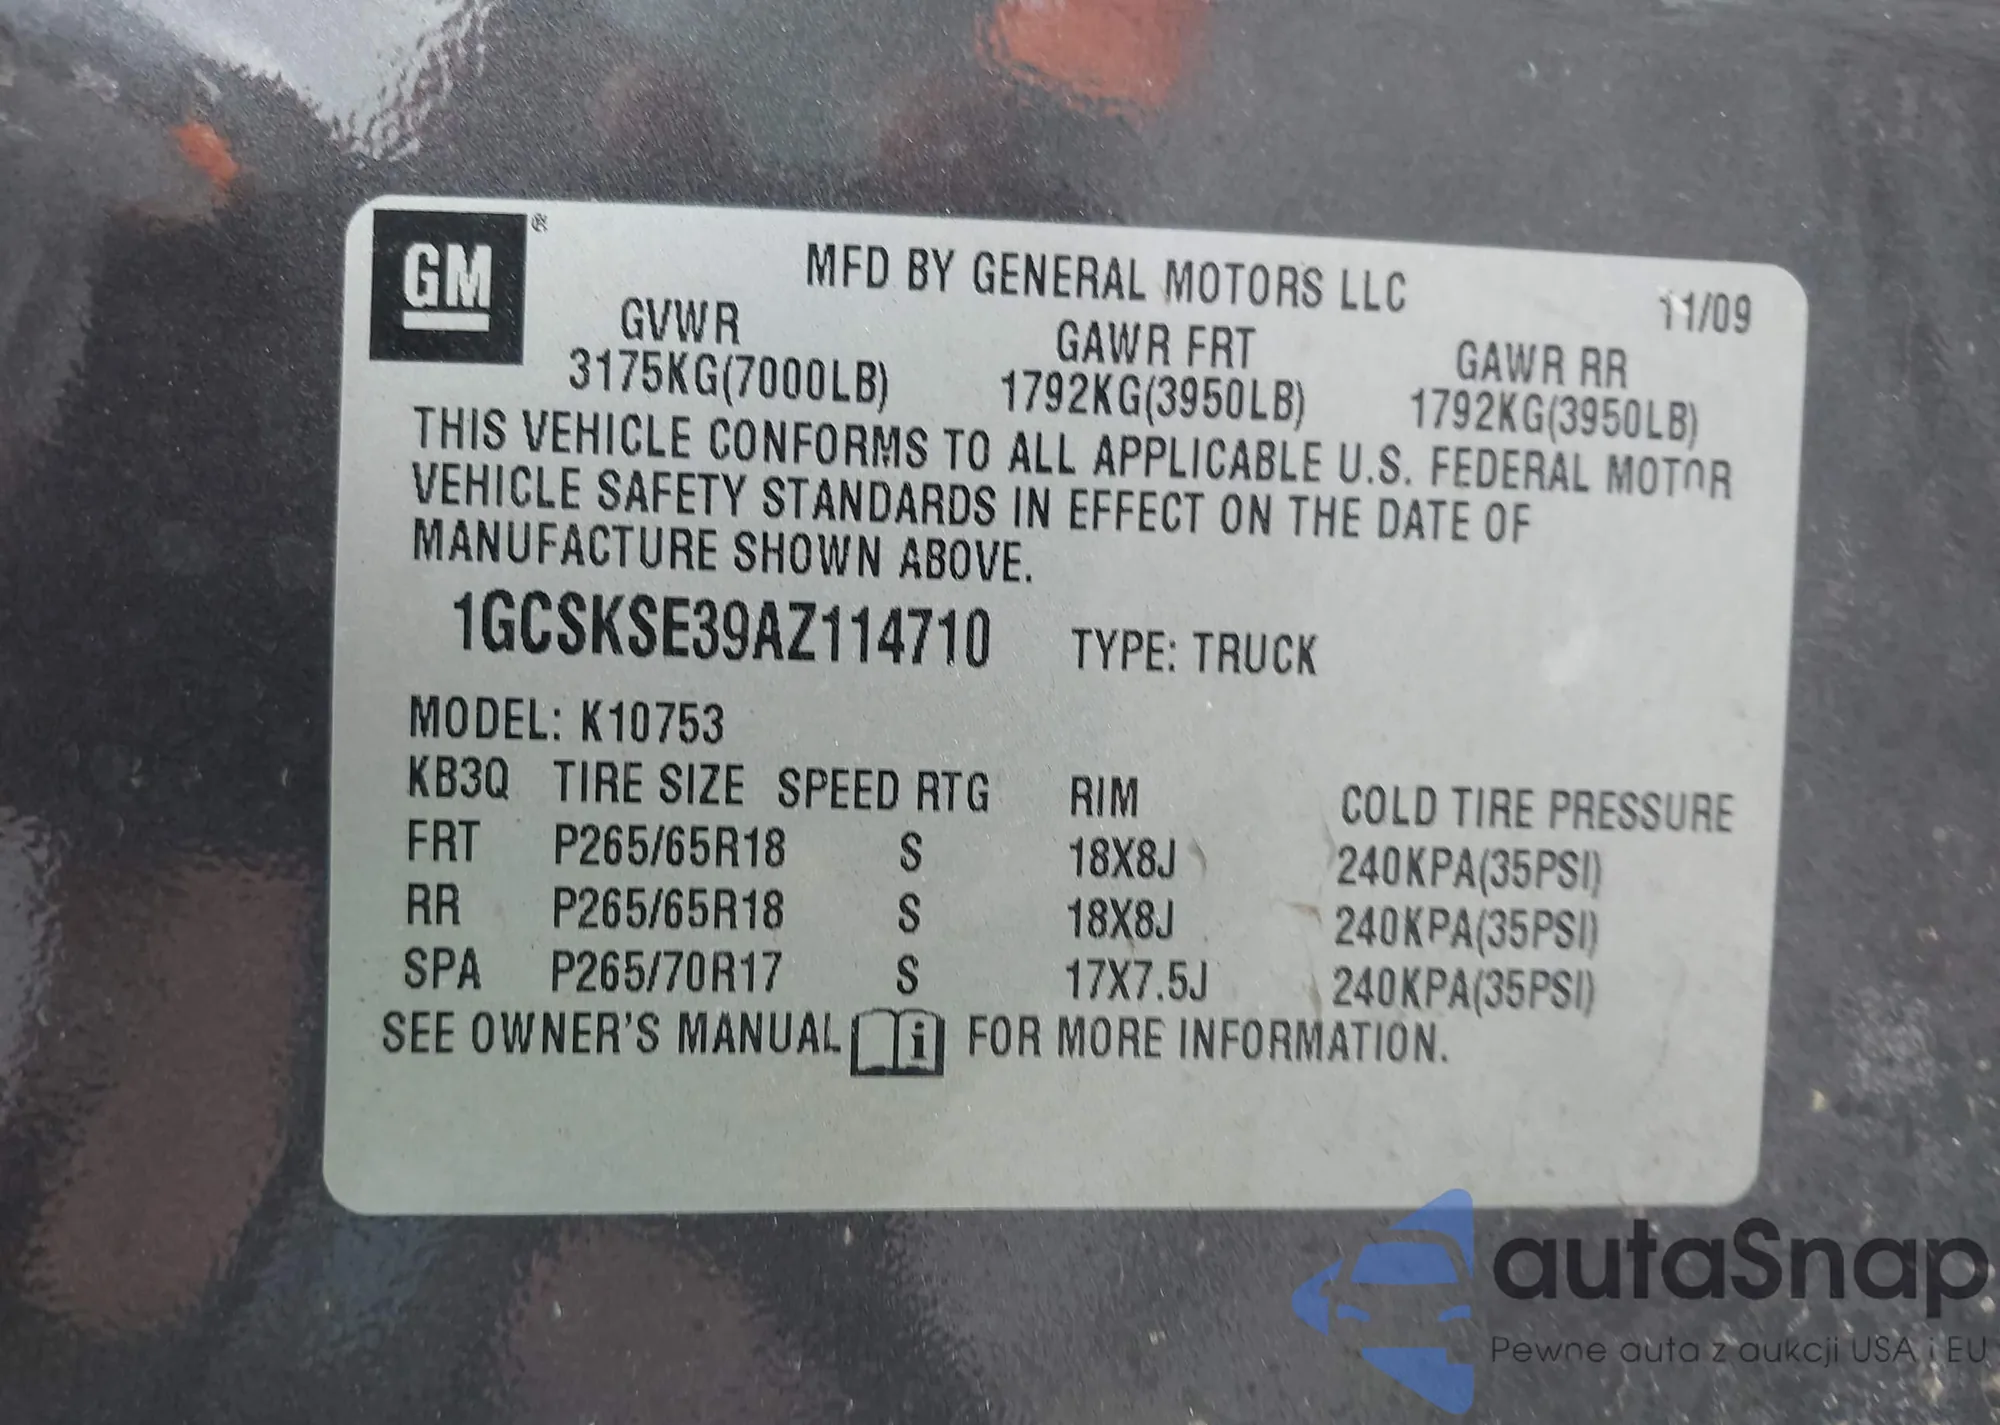 GM ®
MFD BY GENERAL MOTORS LLC 11/09
GVWR GAWR FRT GAWR RR
3175KG(7000LB) 1792KG(3950LB) 1792KG(3950LB)
THIS VEHICLE CONFORMS TO ALL APPLICABLE U.S. FEDERAL MOTOR
VEHICLE SAFETY STANDARDS IN EFFECT ON THE DATE OF
MANUFACTURE SHOWN ABOVE.
1GCSKSE39AZ114710 TYPE: TRUCK
MODEL: K10753
KB3Q TIRE SIZE SPEED RTG RIM COLD TIRE PRESSURE
FRT P265/65R18 S 18X8J 240KPA(35PSI)
RR P265/65R18 S 18X8J 240KPA(35PSI)
SPA P265/70R17 S 17X7.5J 240KPA(35PSI)
SEE OWNER'S MANUAL i FOR MORE INFORMATION.
autaSnap
Pewne auta z aukcji USA i EU